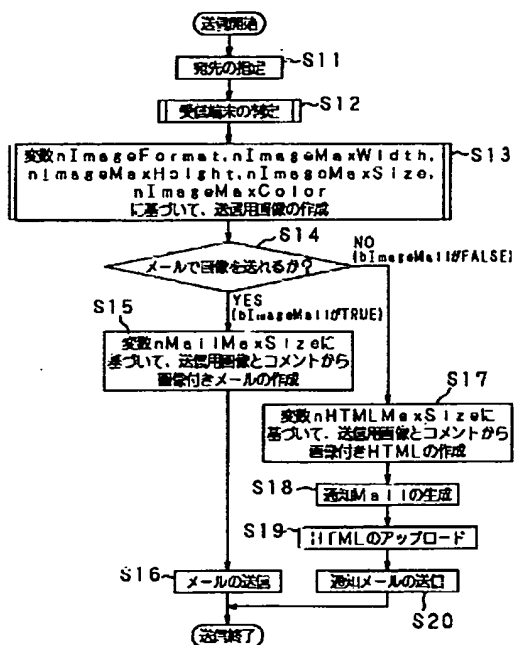 送信開始
宛先の指定
S11
受信端末の判定
S12
変数nImageFormat,nImageMaxWidth,
nImageMaxHeight,nImageMaxSize,
nImageMaxColor
に基づいて、送信用画像の作成
S13
S14
メールで画像を送れるか?
NO
(bImageMailがFALSE)
YES
(bImageMailがTRUE)
S15
変数nMailMaxSizeに
基づいて、送信用画像とコメントから
画像付きメールの作成
S17
変数nHTMLMaxSizeに
基づいて、送信用画像とコメントから
画像付きHTMLの作成
S18
通知Mailの生成
S19
HTMLのアップロード
S16
メールの送信
通知メールの送信
S20
送信終了